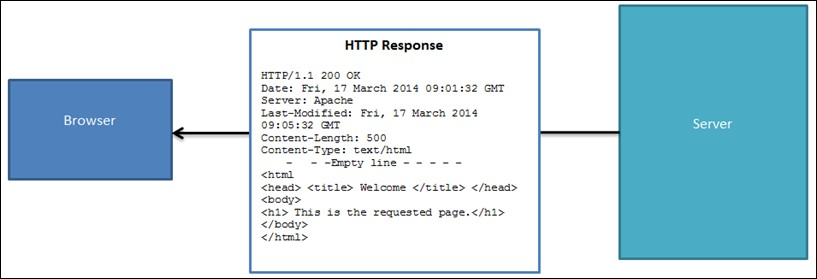 HTTP Response
HTTP/1.1 200 OK
Date: Fri, 17 March 2014 09:01:32 GMT
Server: Apache
Last-Modified: Fri, 17 March 2014
09:05:32 GMT
Content-Length: 500
Content-Type: text/html
- - -Empty line - - - - -
<html
<head> <title> Welcome </title> </head>
<body>
<h1> This is the requested page.</h1>
</body>
</html>
Browser
Server